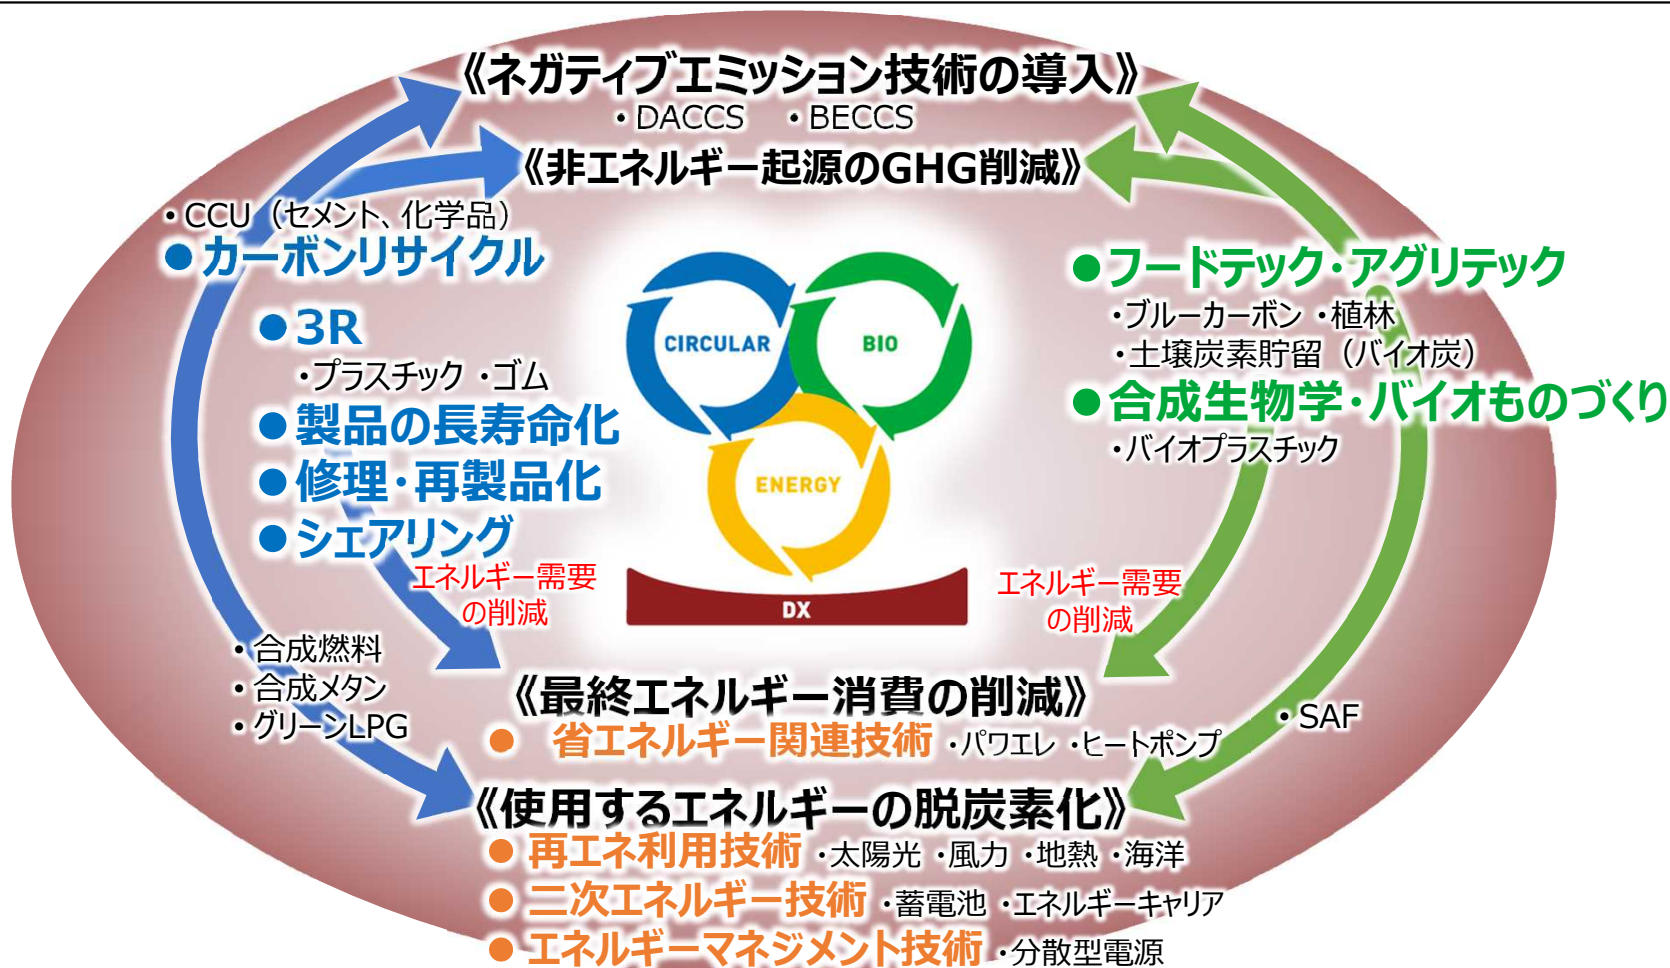 《ネガティブエミッション技術の導入》
・DACCS ・BECCS
《非エネルギー起源のGHG削減》
・CCU（セメント、化学品）
●カーボンリサイクル
●3R
・プラスチック ・ゴム
●製品の長寿命化
●修理・再製品化
●シェアリング
エネルギー需要
の削減
・合成燃料
・合成メタン
・グリーンLPG
CIRCULAR
BIO
ENERGY
DX
●フードテック・アグリテック
・ブルーカーボン ・植林
・土壌炭素貯留（バイオ炭）
●合成生物学・バイオものづくり
・バイオプラスチック
エネルギー需要
の削減
・SAF
《最終エネルギー消費の削減》
● 省エネルギー関連技術 ・パワエレ ・ヒートポンプ
《使用するエネルギーの脱炭素化》
● 再エネ利用技術 ・太陽光 ・風力 ・地熱 ・海洋
● 二次エネルギー技術 ・蓄電池 ・エネルギーキャリア
● エネルギーマネジメント技術 ・分散型電源